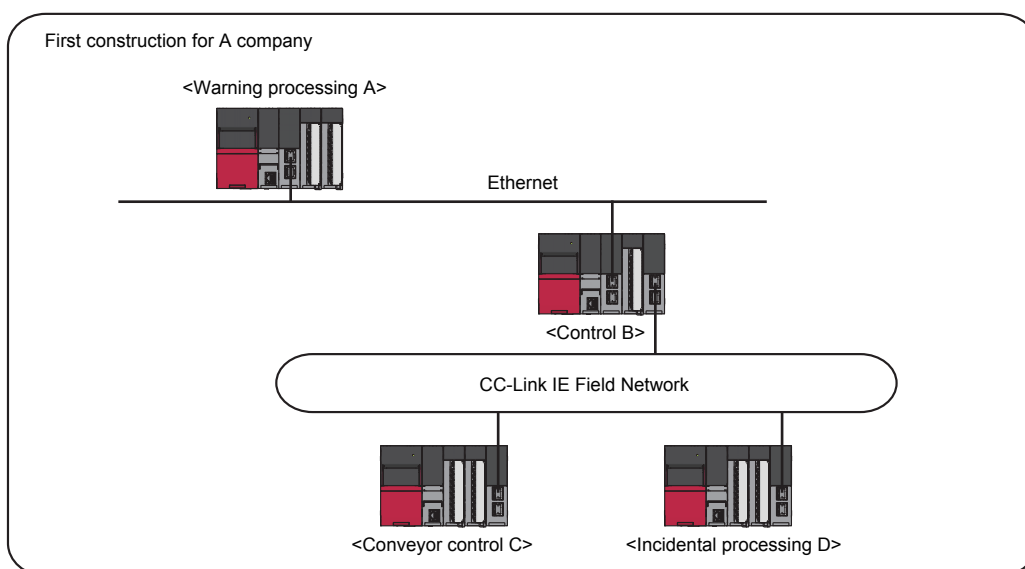 First construction for A company
<Warning processing A>
Ethernet
<Control B>
CC-Link IE Field Network
<Conveyor control C>
<Incidental processing D>